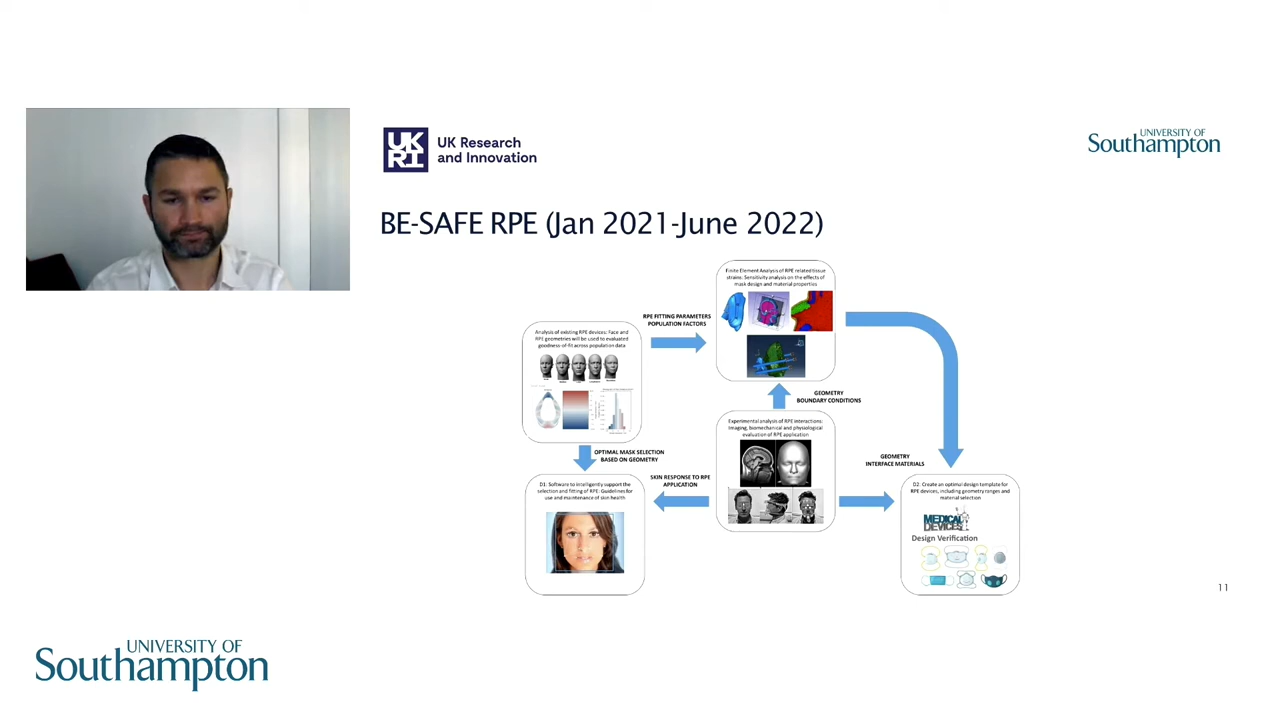 UK
RI
UK Research
and Innovation
UNIVERSITY OF
Southampton
BE-SAFE RPE (Jan 2021-June 2022)
Finite Element Analysis of RPE related tissue
strains: Sensitivity analysis on the effects of
mask design and material properties
RPE FITTING PARAMETERS
POPULATION FACTORS
Analysis of existing RPE devices: Face and
RPE geometries will be used to evaluated
goodness-of-fit across population data
GEOMETRY
BOUNDARY CONDITIONS
Experimental analysis of RPE interactions:
Imaging, biomechanical and physiological
evaluation of RPE application
OPTIMAL MASK SELECTION
BASED ON GEOMETRY
GEOMETRY
INTERFACE MATERIALS
SKIN RESPONSE TO RPE
APPLICATION
D1: Software to intelligently support the
selection and fitting of RPE: Guidelines for
use and maintenance of skin health
D2: Create an optimal design template for
RPE devices, including geometry ranges and
material selection
MEDICAL
DEVICES
Design Verification
11
UNIVERSITY OF
Southampton